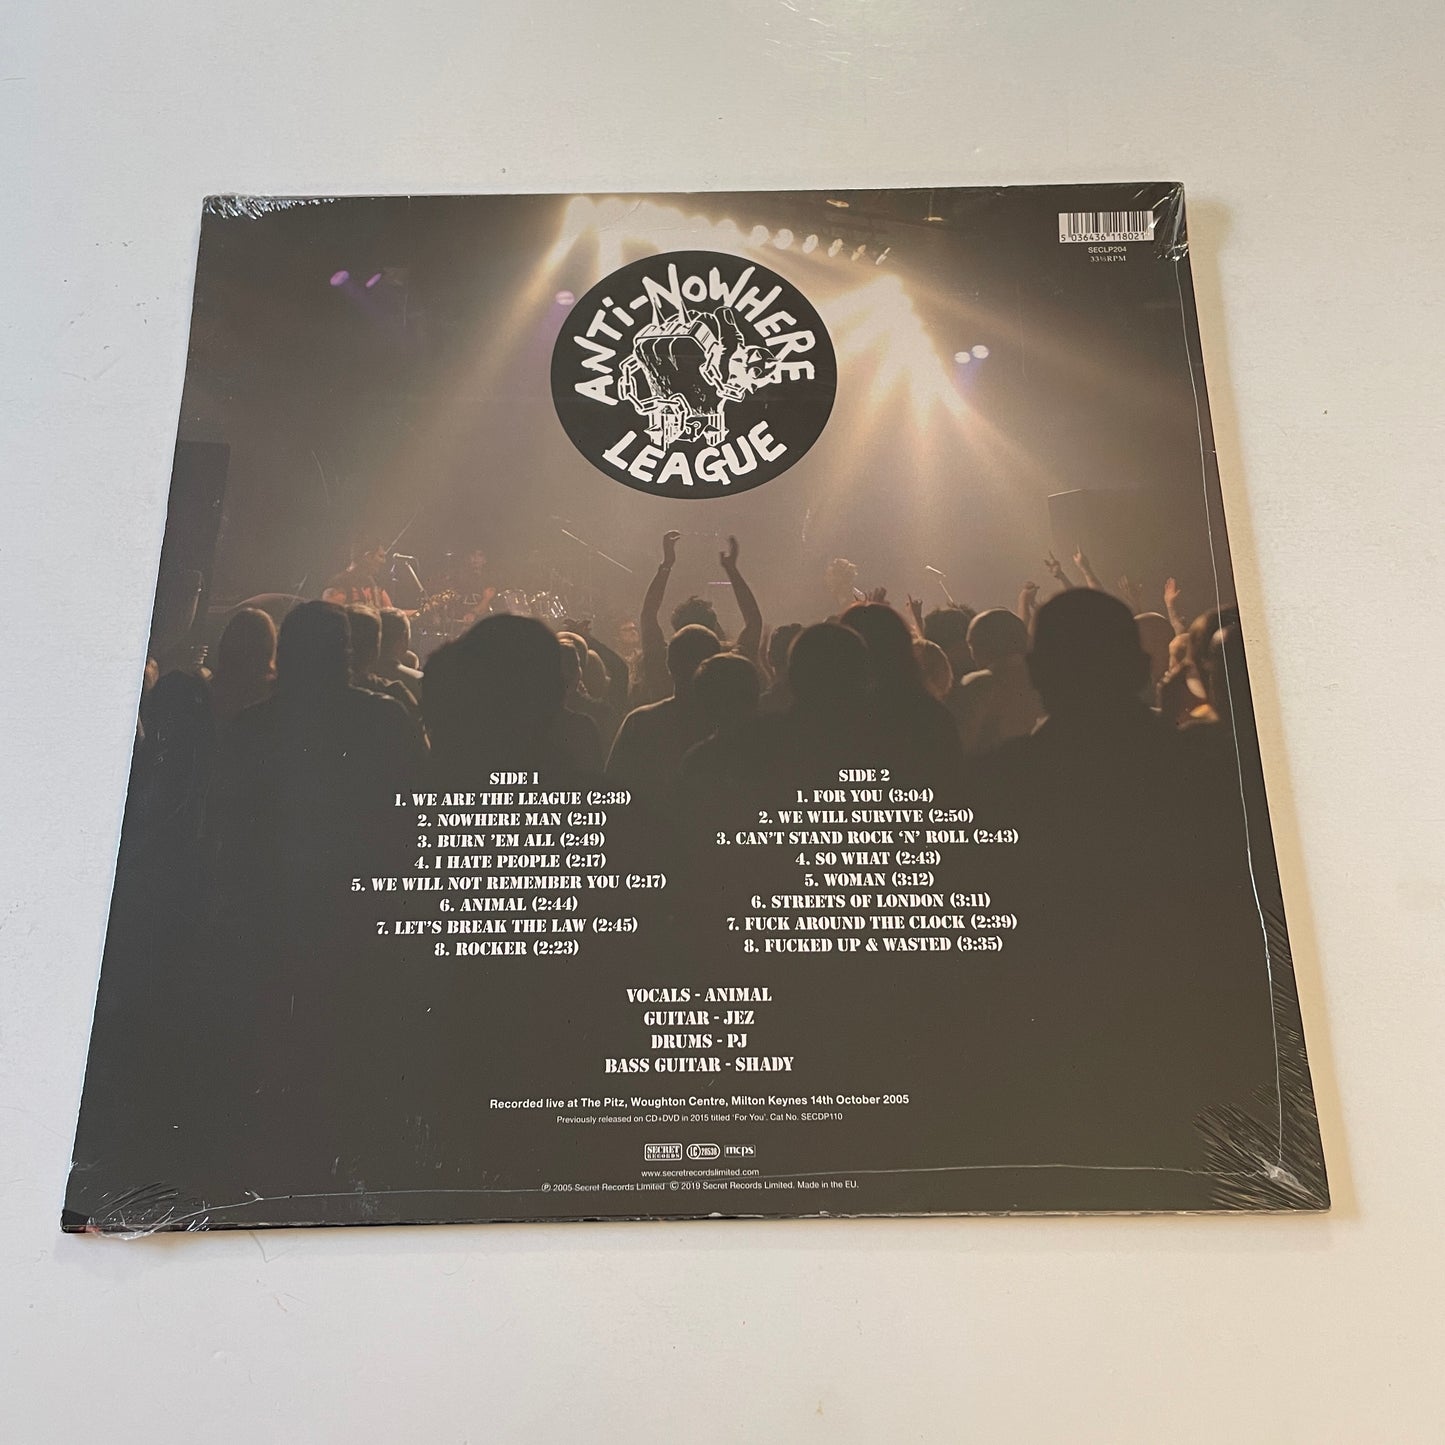 5 036436 118021
SECLP204
33⅓RPM
ANTi-NOWHERE
LEAGUE
SIDE 1
1. WE ARE THE LEAGUE (2:38)
2. NOWHERE MAN (2:11)
3. BURN 'EM ALL (2:49)
4. I HATE PEOPLE (2:17)
5. WE WILL NOT REMEMBER YOU (2:17)
6. ANIMAL (2:44)
7. LET'S BREAK THE LAW (2:45)
8. ROCKER (2:23)
SIDE 2
1. FOR YOU (3:04)
2. WE WILL SURVIVE (2:50)
3. CAN'T STAND ROCK 'N' ROLL (2:43)
4. SO WHAT (2:43)
5. WOMAN (3:12)
6. STREETS OF LONDON (3:11)
7. FUCK AROUND THE CLOCK (2:39)
8. FUCKED UP & WASTED (3:35)
VOCALS - ANIMAL
GUITAR - JEZ
DRUMS - PJ
BASS GUITAR - SHADY
Recorded live at The Pitz, Woughton Centre, Milton Keynes 14th October 2005
Previously released on CD+DVD in 2015 titled 'For You'. Cat No. SECDP110
SECRET RECORDS LC 28538 mcps
www.secretrecordslimited.com
℗ 2005 Secret Records Limited © 2019 Secret Records Limited. Made in the EU.